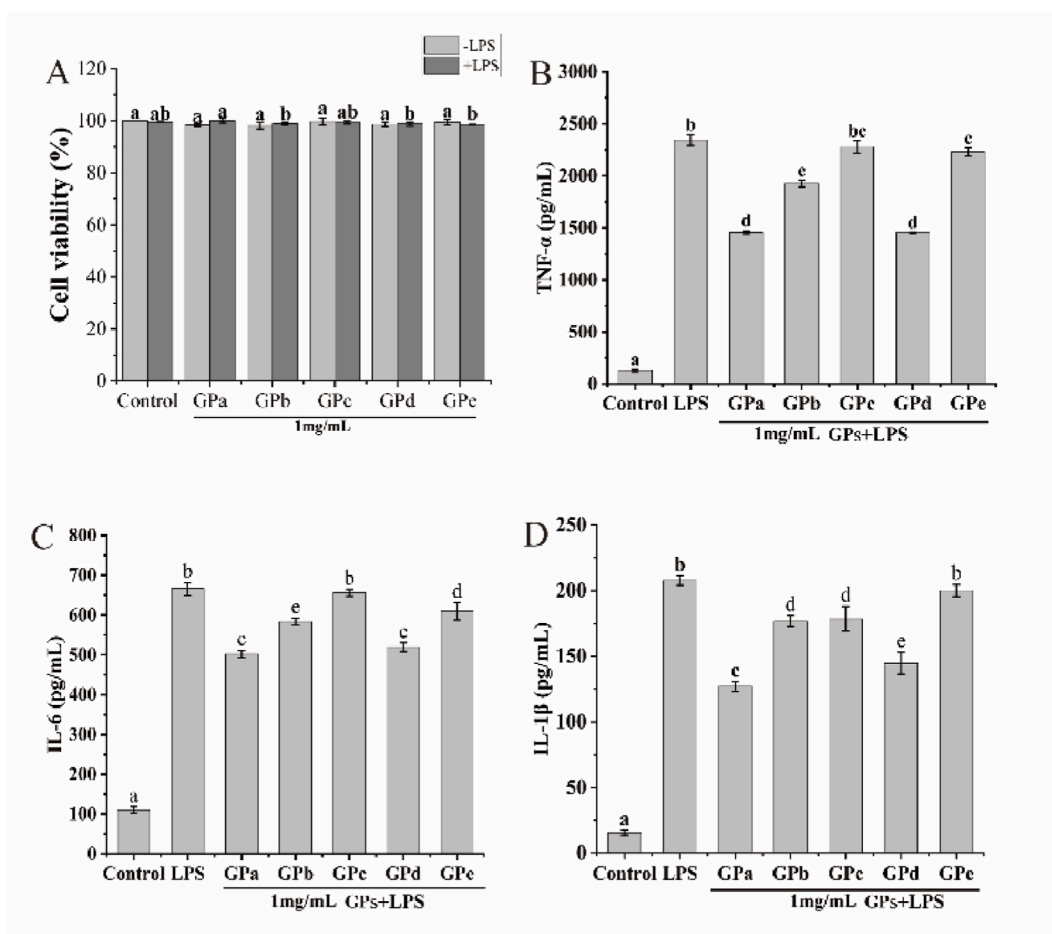 A
-LPS
+LPS
120
100
80
60
40
20
0
Cell viability (%)
a ab a a a b a ab a b a b
Control GPa GPb GPc GPd GPe
1mg/mL
B
3000
2500
2000
1500
1000
500
0
TNF-α (pg/mL)
a b d e bc d c
Control LPS GPa GPb GPc GPd GPe
1mg/mL GPs+LPS
C
800
700
600
500
400
300
200
100
0
IL-6 (pg/mL)
a b c e b c d
Control LPS GPa GPb GPc GPd GPe
1mg/mL GPs+LPS
D
250
200
150
100
50
0
IL-1β (pg/mL)
a b c d d e b
Control LPS GPa GPb GPc GPd GPe
1mg/mL GPs+LPS